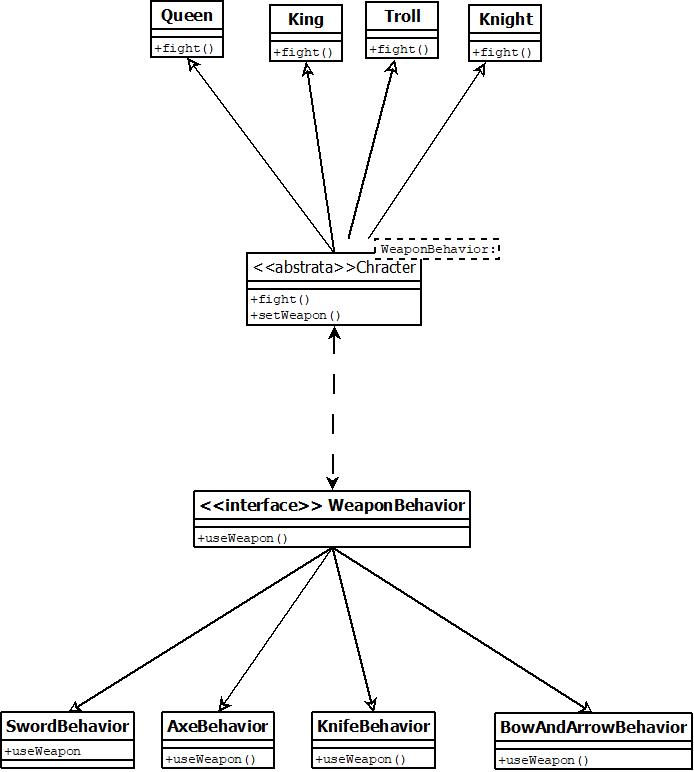 Queen
+fight()
King
+fight()
Troll
+fight()
Knight
+fight()
WeaponBehavior:
<<abstrata>>Chracter
+fight()
+setWeapon()
<<interface>> WeaponBehavior
+useWeapon()
SwordBehavior
+useWeapon
AxeBehavior
+useWeapon()
KnifeBehavior
+useWeapon()
BowAndArrowBehavior
+useWeapon()